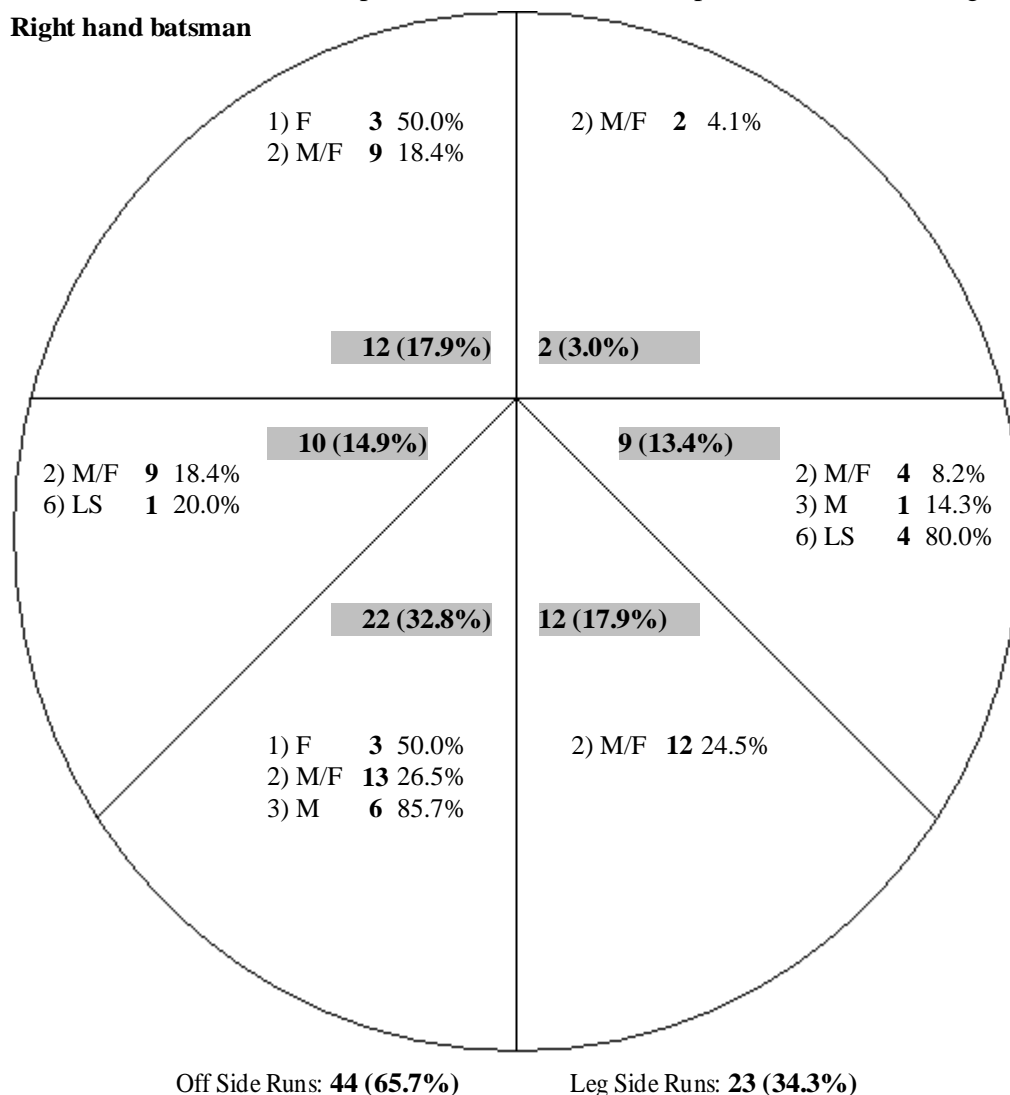 Right hand batsman
1) F 3 50.0%
2) M/F 9 18.4%
2) M/F 2 4.1%
12 (17.9%)
2 (3.0%)
10 (14.9%)
9 (13.4%)
2) M/F 9 18.4%
6) LS 1 20.0%
2) M/F 4 8.2%
3) M 1 14.3%
6) LS 4 80.0%
22 (32.8%)
12 (17.9%)
1) F 3 50.0%
2) M/F 13 26.5%
3) M 6 85.7%
2) M/F 12 24.5%
Off Side Runs: 44 (65.7%)
Leg Side Runs: 23 (34.3%)